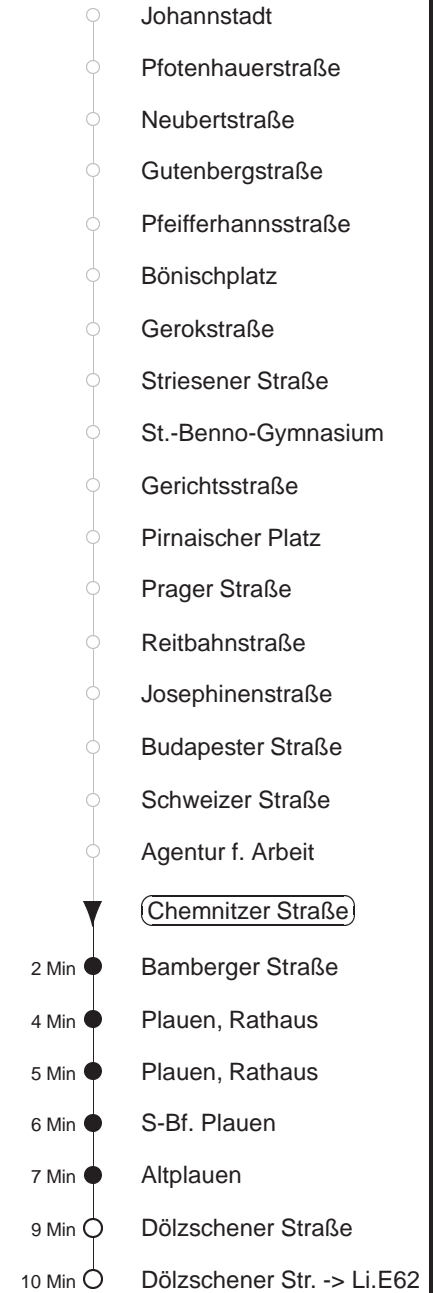 Johannstadt
Pfotenhauerstraße
Neubertstraße
Gutenbergstraße
Pfeifferhannsstraße
Bönischplatz
Gerokstraße
Striesener Straße
St.-Benno-Gymnasium
Gerichtsstraße
Pirnaischer Platz
Prager Straße
Reitbahnstraße
Josephinenstraße
Budapester Straße
Schweizer Straße
Agentur f. Arbeit
Chemnitzer Straße
2 Min Bamberger Straße
4 Min Plauen, Rathaus
5 Min Plauen, Rathaus
6 Min S-Bf. Plauen
7 Min Altplauen
9 Min Dölzschener Straße
10 Min Dölzschener Str. -> Li.E62